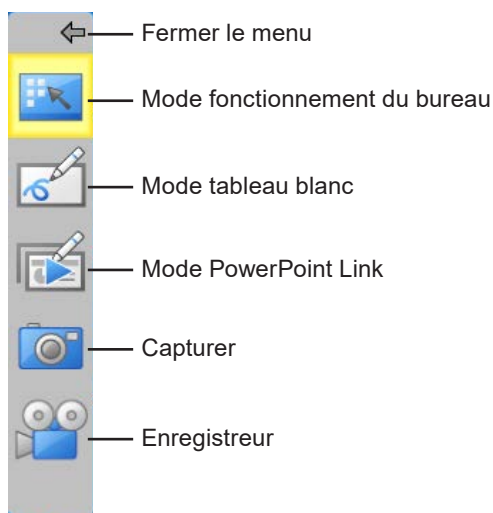 Fermer le menu
Mode fonctionnement du bureau
Mode tableau blanc
Mode PowerPoint Link
Capturer
Enregistreur